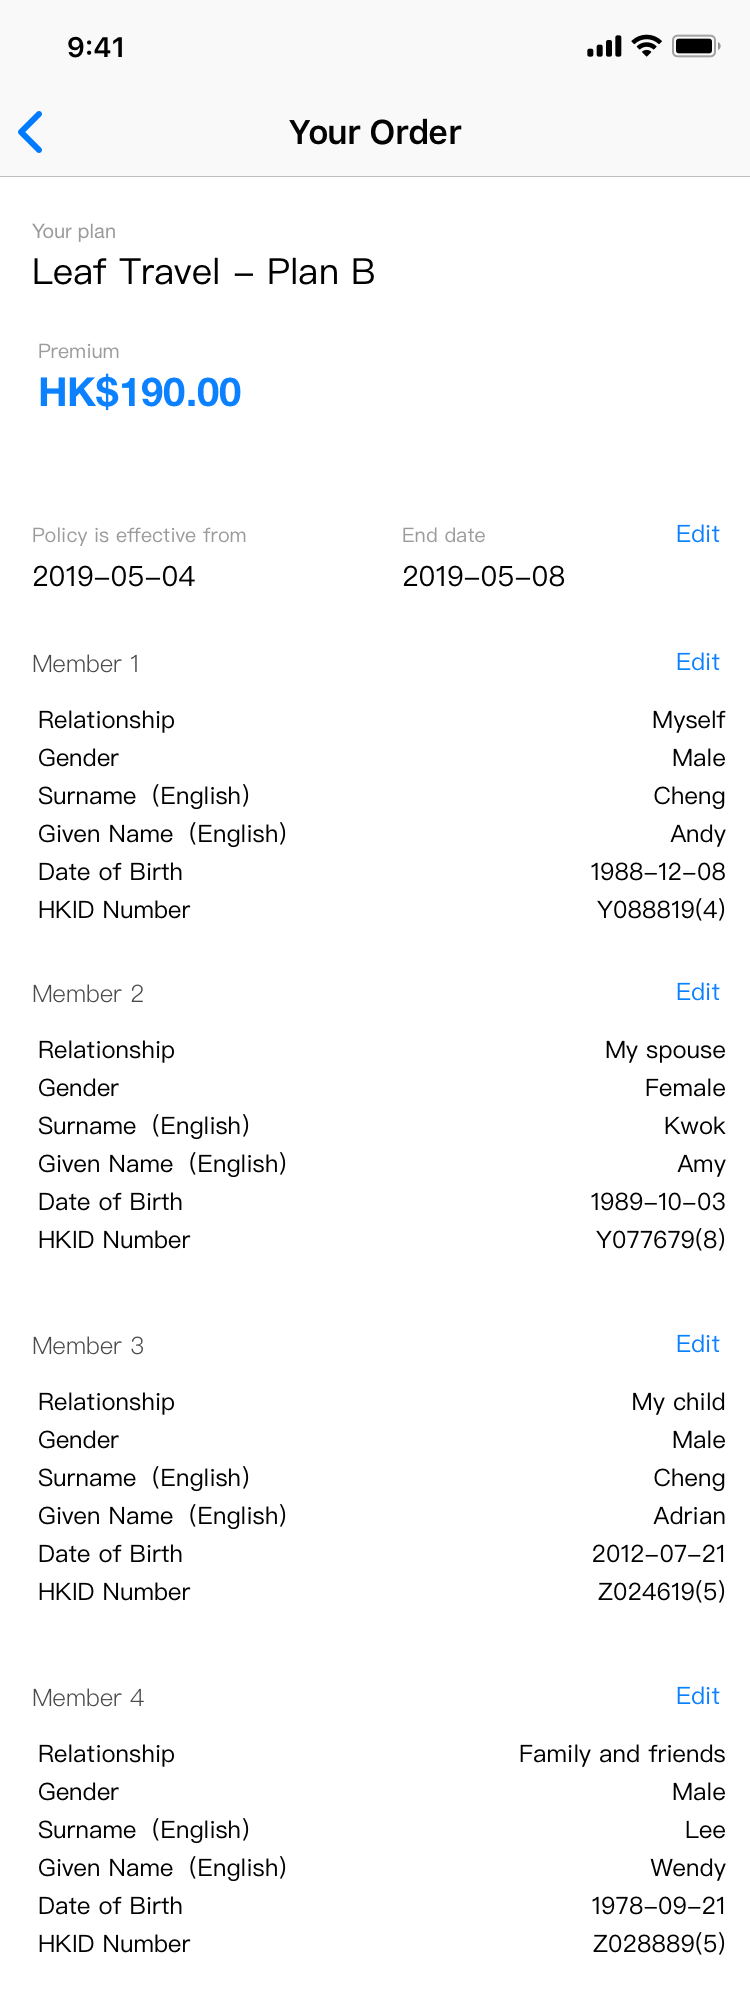 9:41
Your Order
Your plan
Leaf Travel – Plan B
Premium
HK$190.00
Policy is effective from End date Edit
2019–05–04 2019–05–08
Member 1 Edit
Relationship Myself
Gender Male
Surname（English） Cheng
Given Name（English） Andy
Date of Birth 1988–12–08
HKID Number Y088819(4)
Member 2 Edit
Relationship My spouse
Gender Female
Surname（English） Kwok
Given Name（English） Amy
Date of Birth 1989–10–03
HKID Number Y077679(8)
Member 3 Edit
Relationship My child
Gender Male
Surname（English） Cheng
Given Name（English） Adrian
Date of Birth 2012–07–21
HKID Number Z024619(5)
Member 4 Edit
Relationship Family and friends
Gender Male
Surname（English） Lee
Given Name（English） Wendy
Date of Birth 1978–09–21
HKID Number Z028889(5)